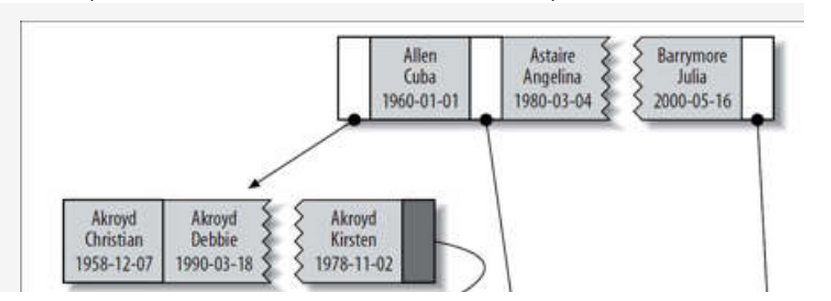 Allen
Cuba
1960-01-01
Astaire
Angelina
1980-03-04
Barrymore
Julia
2000-05-16
Akroyd
Christian
1958-12-07
Akroyd
Debbie
1990-03-18
Akroyd
Kirsten
1978-11-02